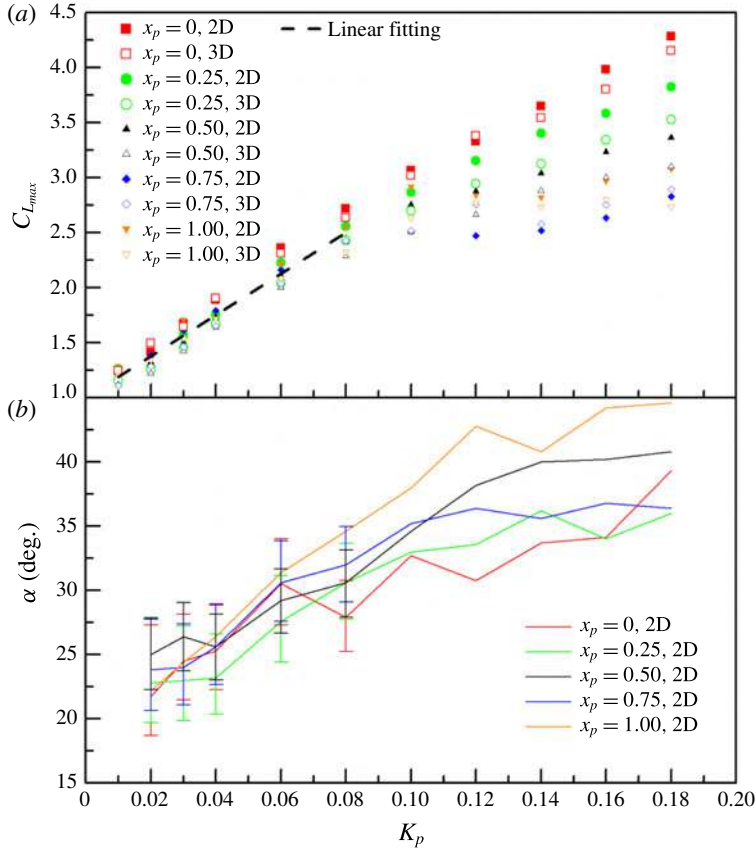 (a)
4.5
4.0
3.5
3.0
2.5
2.0
1.5
1.0
C_{L_{max}}
x_p = 0, 2D
x_p = 0, 3D
x_p = 0.25, 2D
x_p = 0.25, 3D
x_p = 0.50, 2D
x_p = 0.50, 3D
x_p = 0.75, 2D
x_p = 0.75, 3D
x_p = 1.00, 2D
x_p = 1.00, 3D
Linear fitting
(b)
40
35
30
25
20
15
α (deg.)
x_p = 0, 2D
x_p = 0.25, 2D
x_p = 0.50, 2D
x_p = 0.75, 2D
x_p = 1.00, 2D
0 0.02 0.04 0.06 0.08 0.10 0.12 0.14 0.16 0.18 0.20
K_p